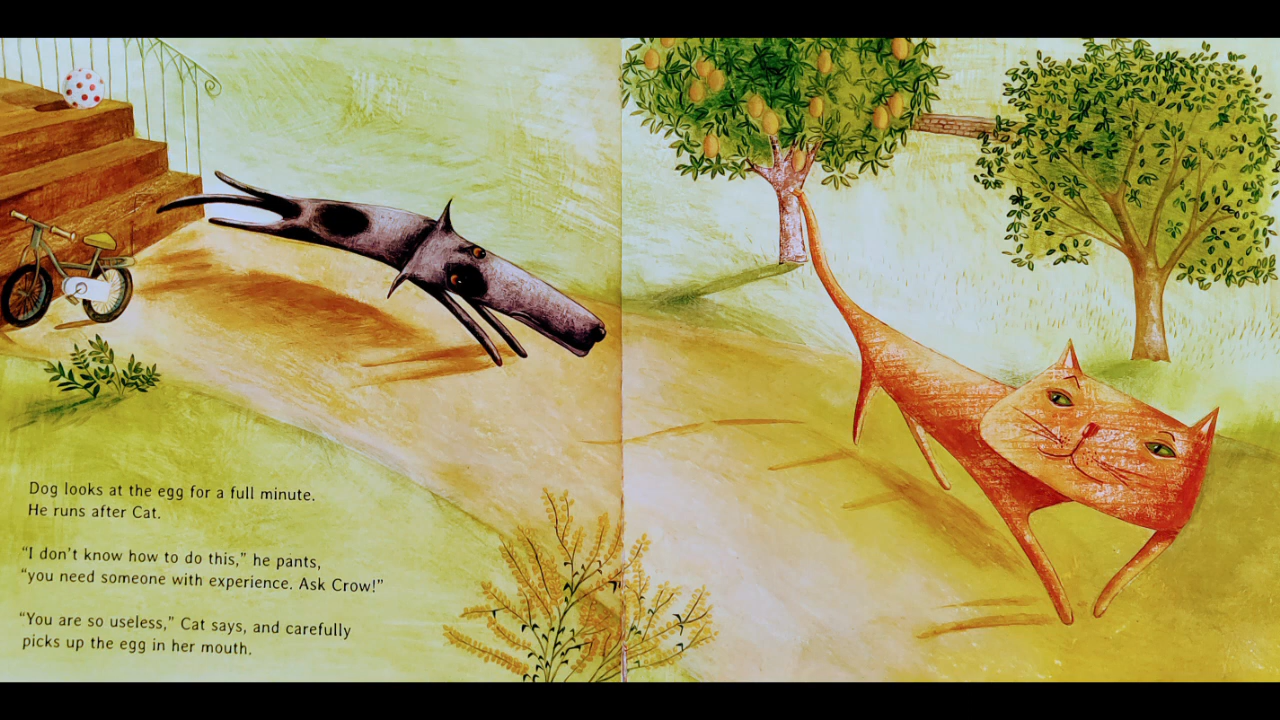 Dog looks at the egg for a full minute.
He runs after Cat.
“I don’t know how to do this,” he pants,
“you need someone with experience. Ask Crow!”
“You are so useless,” Cat says, and carefully
picks up the egg in her mouth.